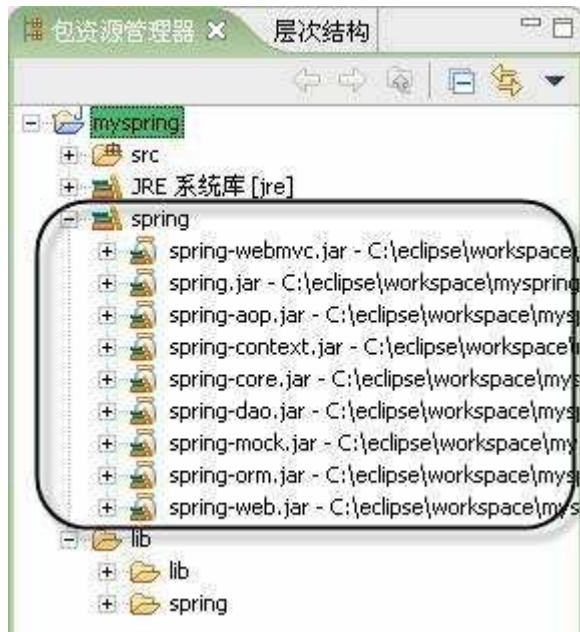 包资源管理器 层次结构
myspring
src
JRE 系统库 [jre]
spring
spring-webmvc.jar - C:\eclipse\workspace\
spring.jar - C:\eclipse\workspace\myspring
spring-aop.jar - C:\eclipse\workspace\mys
spring-context.jar - C:\eclipse\workspace\
spring-core.jar - C:\eclipse\workspace\mys
spring-dao.jar - C:\eclipse\workspace\mys
spring-mock.jar - C:\eclipse\workspace\my
spring-orm.jar - C:\eclipse\workspace\mys
spring-web.jar - C:\eclipse\workspace\mys
lib
lib
spring